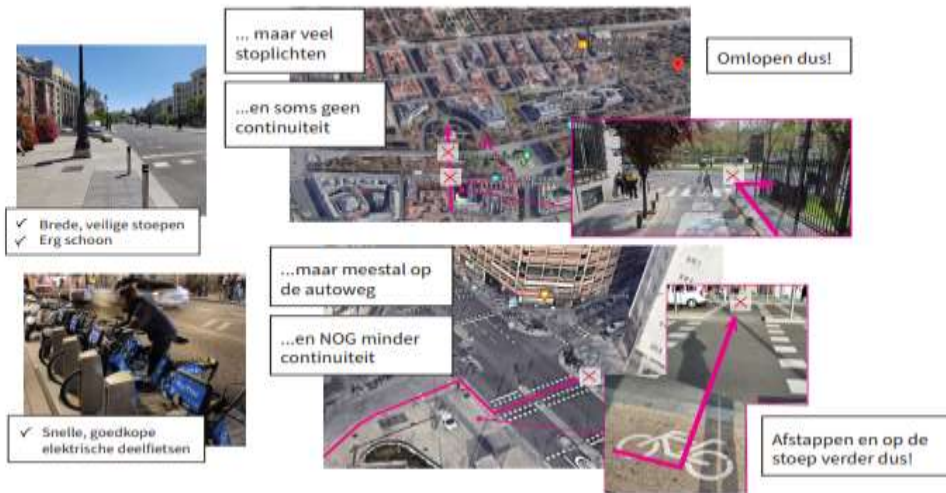 ... maar veel
stoplichten
...en soms geen
continuiteit
Omlopen dus!
✓ Brede, veilige stoepen
✓ Erg schoon
...maar meestal op
de autoweg
...en NOG minder
continuiteit
✓ Snelle, goedkope
elektrische deelfietsen
Afstappen en op de
stoep verder dus!